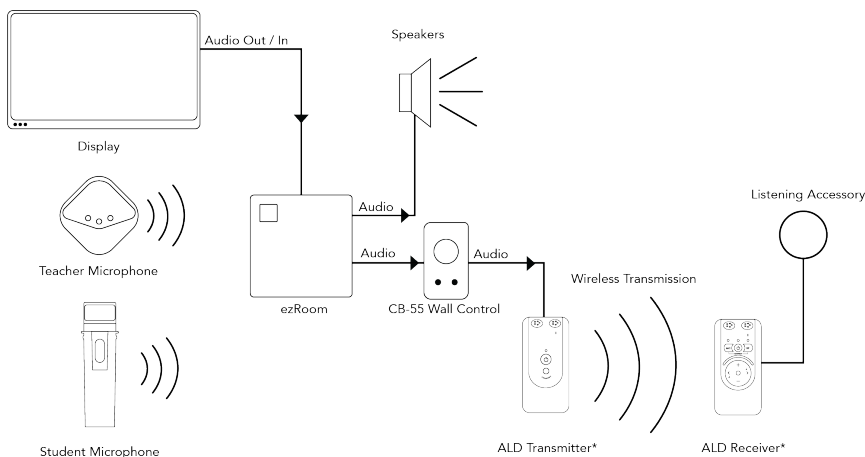 Audio Out / In
Speakers
Display
Listening Accessory
Audio
Teacher Microphone
Audio
Audio
Wireless Transmission
ezRoom
CB-55 Wall Control
Student Microphone
ALD Transmitter*
ALD Receiver*